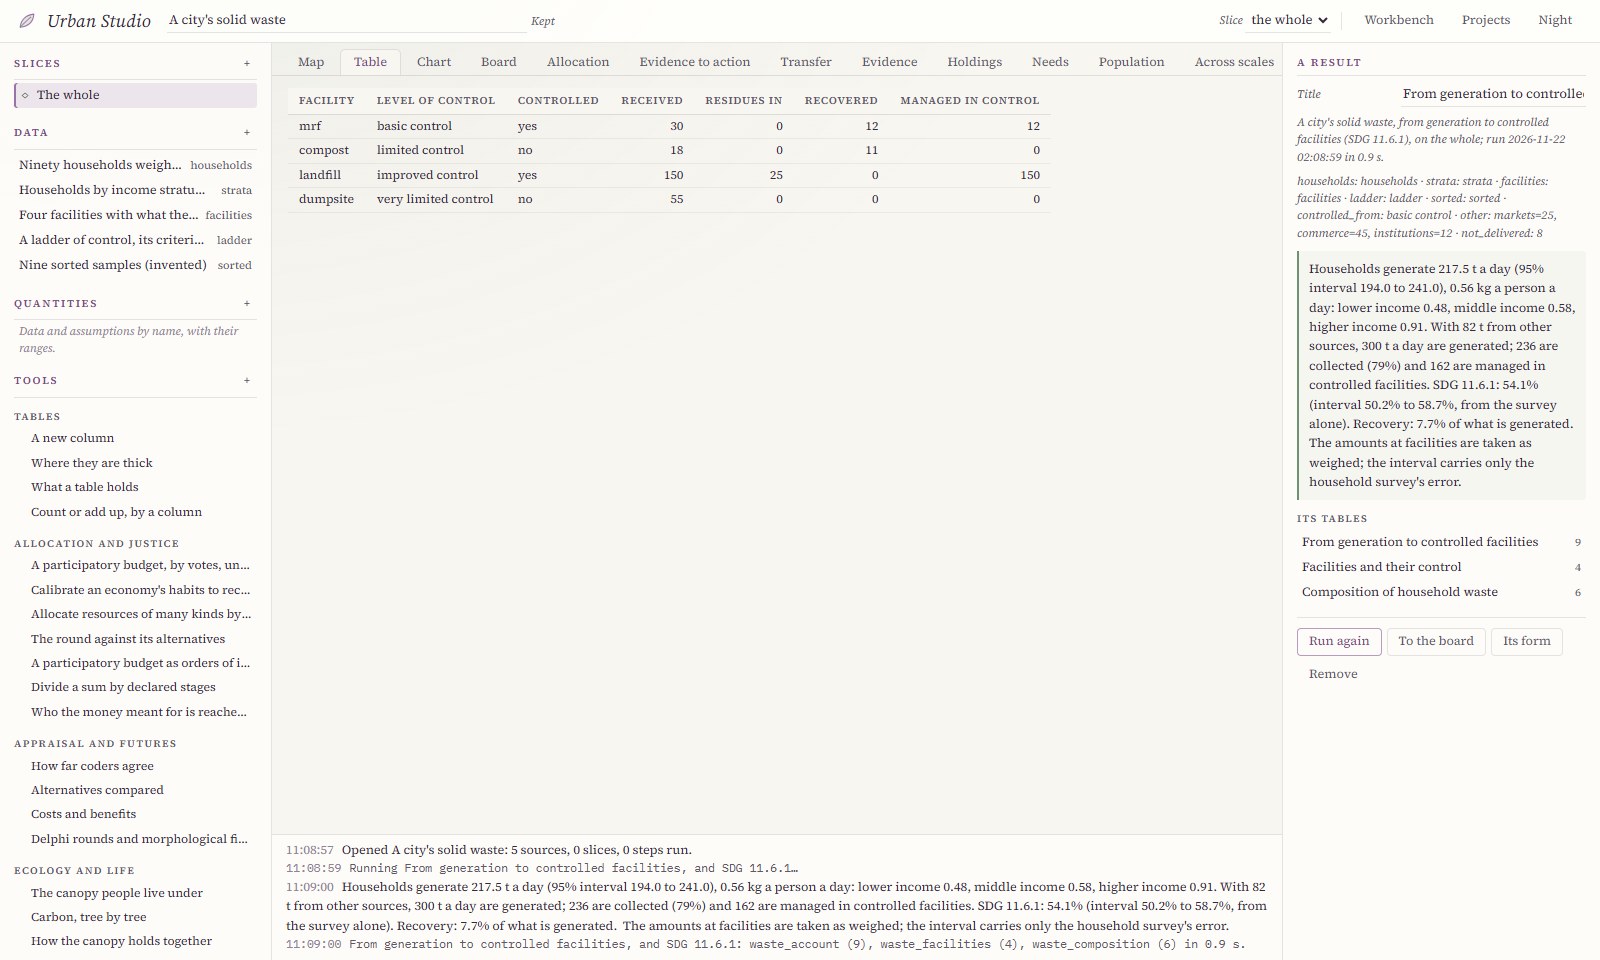 Urban Studio
A city's solid waste
Kept
Slice the whole
Workbench Projects Night
SLICES +
The whole
DATA +
Ninety households weigh... households
Households by income stratu... strata
Four facilities with what the... facilities
A ladder of control, its criteri... ladder
Nine sorted samples (invented) sorted
QUANTITIES +
Data and assumptions by name, with their
ranges.
TOOLS +
TABLES
A new column
Where they are thick
What a table holds
Count or add up, by a column
ALLOCATION AND JUSTICE
A participatory budget, by votes, un...
Calibrate an economy's habits to rec...
Allocate resources of many kinds by...
The round against its alternatives
A participatory budget as orders of i...
Divide a sum by declared stages
Who the money meant for is reache...
APPRAISAL AND FUTURES
How far coders agree
Alternatives compared
Costs and benefits
Delphi rounds and morphological fi...
ECOLOGY AND LIFE
The canopy people live under
Carbon, tree by tree
How the canopy holds together
Map Table Chart Board Allocation Evidence to action Transfer Evidence Holdings Needs Population Across scales
FACILITY LEVEL OF CONTROL CONTROLLED RECEIVED RESIDUES IN RECOVERED MANAGED IN CONTROL
mrf basic control yes 30 0 12 12
compost limited control no 18 0 11 0
landfill improved control yes 150 25 0 150
dumpsite very limited control no 55 0 0 0
11:08:57 Opened A city's solid waste: 5 sources, 0 slices, 0 steps run.
11:08:59 Running From generation to controlled facilities, and SDG 11.6.1…
11:09:00 Households generate 217.5 t a day (95% interval 194.0 to 241.0), 0.56 kg a person a day: lower income 0.48, middle income 0.58, higher income 0.91. With 82
t from other sources, 300 t a day are generated; 236 are collected (79%) and 162 are managed in controlled facilities. SDG 11.6.1: 54.1% (interval 50.2% to 58.7%, from
the survey alone). Recovery: 7.7% of what is generated. The amounts at facilities are taken as weighed; the interval carries only the household survey's error.
11:09:00 From generation to controlled facilities, and SDG 11.6.1: waste_account (9), waste_facilities (4), waste_composition (6) in 0.9 s.
A RESULT
Title From generation to controlle
A city's solid waste, from generation to controlled
facilities (SDG 11.6.1), on the whole; run 2026-11-22
02:08:59 in 0.9 s.
households: households · strata: strata · facilities:
facilities · ladder: ladder · sorted: sorted ·
controlled_from: basic control · other: markets=25,
commerce=45, institutions=12 · not_delivered: 8
Households generate 217.5 t a day (95%
interval 194.0 to 241.0), 0.56 kg a person a
day: lower income 0.48, middle income 0.58,
higher income 0.91. With 82 t from other
sources, 300 t a day are generated; 236 are
collected (79%) and 162 are managed in
controlled facilities. SDG 11.6.1: 54.1%
(interval 50.2% to 58.7%, from the survey
alone). Recovery: 7.7% of what is generated.
The amounts at facilities are taken as
weighed; the interval carries only the
household survey's error.
ITS TABLES
From generation to controlled facilities 9
Facilities and their control 4
Composition of household waste 6
Run again To the board Its form
Remove